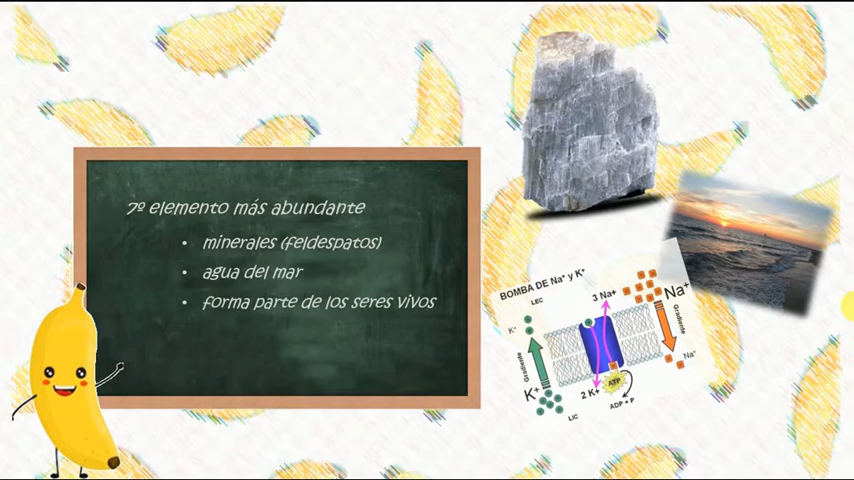 7º elemento más abundante
• minerales (feldespatos)
• agua del mar
• forma parte de los seres vivos
BOMBA DE Na⁺ y K⁺
LEC
3 Na⁺
Na⁺
Gradiente
K⁺
Gradiente
Na⁺
K⁺
2 K⁺
ATP
ADP + P
LIC